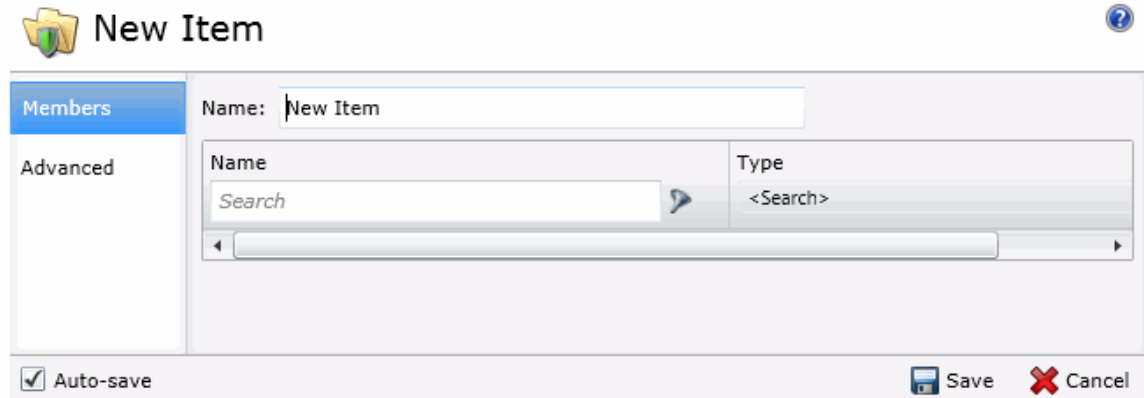 New Item
Members
Name: New Item
Advanced
Name Type
Search <Search>
Auto-save Save Cancel